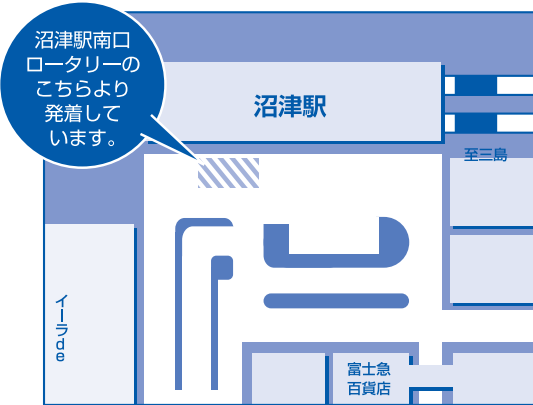 沼津駅南口
ロータリーの
こちらより
発着して
います。
沼津駅
至三島
イーラde
富士急
百貨店